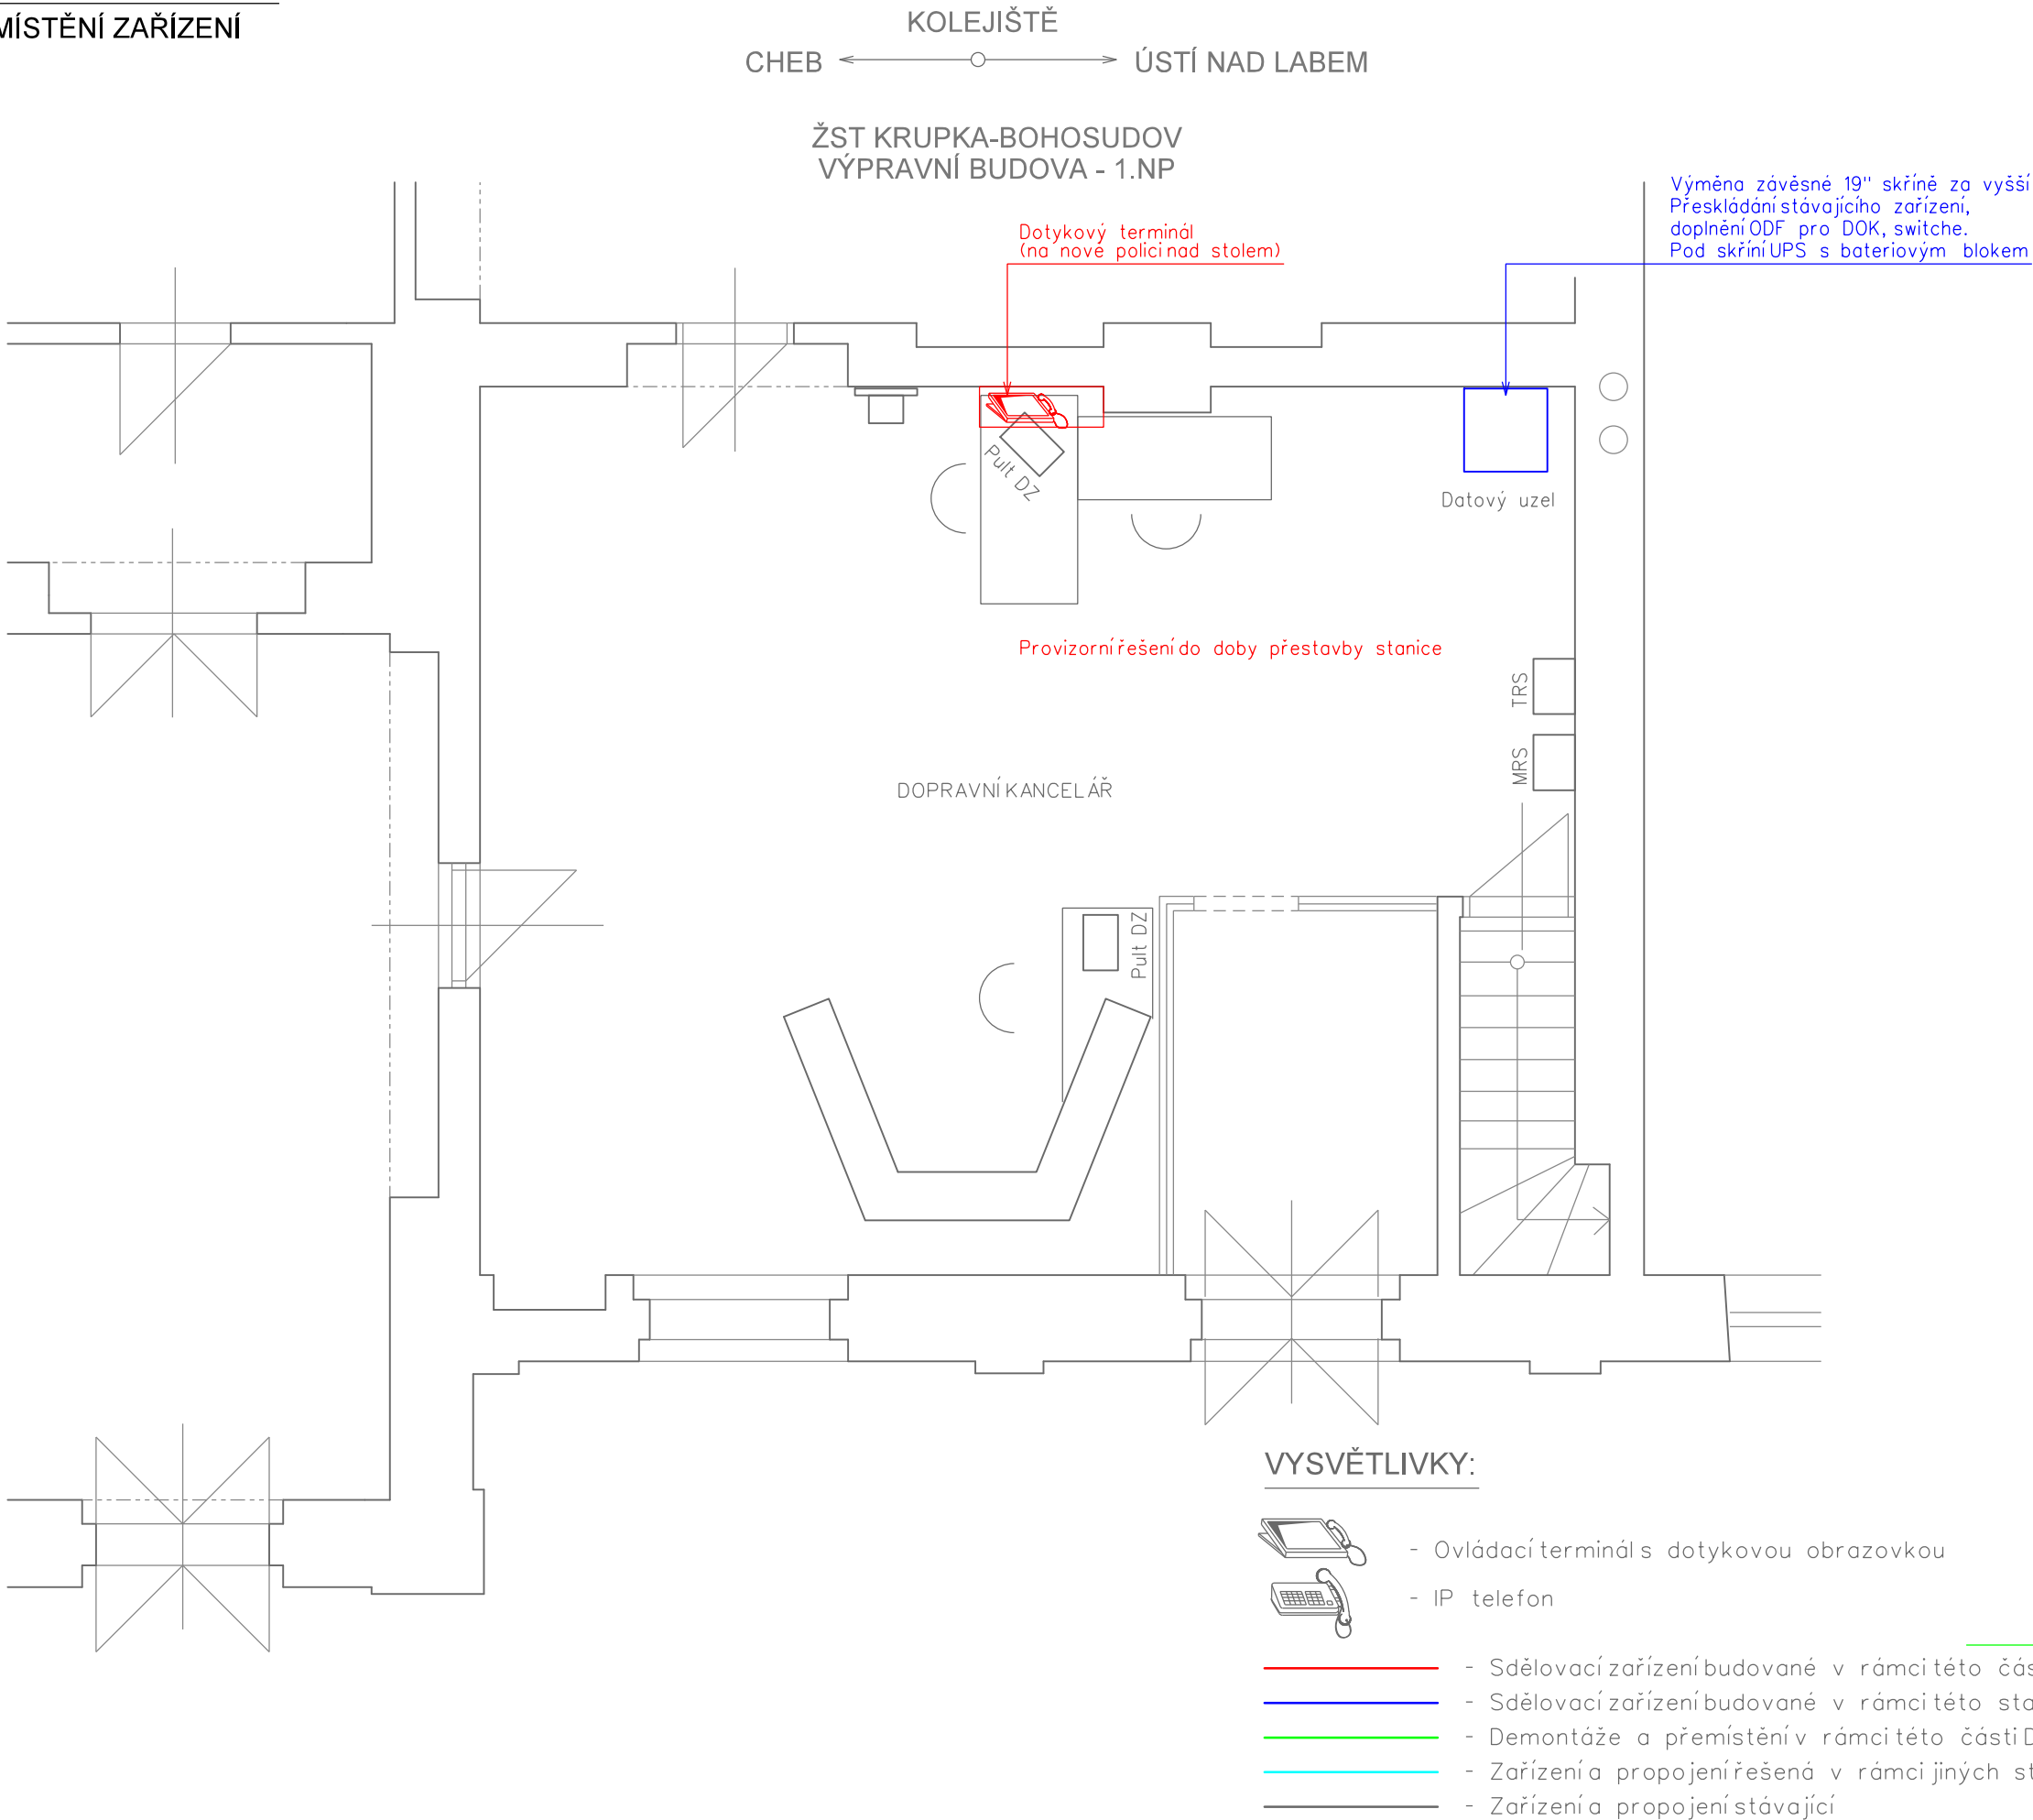 MÍSTĚNÍ ZAŘÍZENÍ
KOLEJIŠTĚ
CHEB ÚSTÍ NAD LABEM
ŽST KRUPKA-BOHOSUDOV
VÝPRAVNÍ BUDOVA - 1.NP
Výměna závěsné 19" skříně za vyšší
Přeskládání stávajícího zařízení,
doplnění ODF pro DOK, switche.
Pod skříní UPS s bateriovým blokem
Dotykový terminál
(na nové polici nad stolem)
Pult DZ
Datový uzel
Provizorní řešení do doby přestavby stanice
TRS
MRS
DOPRAVNÍ KANCELÁŘ
Pult DZ
VYSVĚTLIVKY:
- Ovládací terminál s dotykovou obrazovkou
- IP telefon
- Sdělovací zařízení budované v rámci této čás
- Sdělovací zařízení budované v rámci této sta
- Demontáže a přemístění v rámci této části D
- Zařízení a propojení řešená v rámci jiných st
- Zařízení a propojení stávající